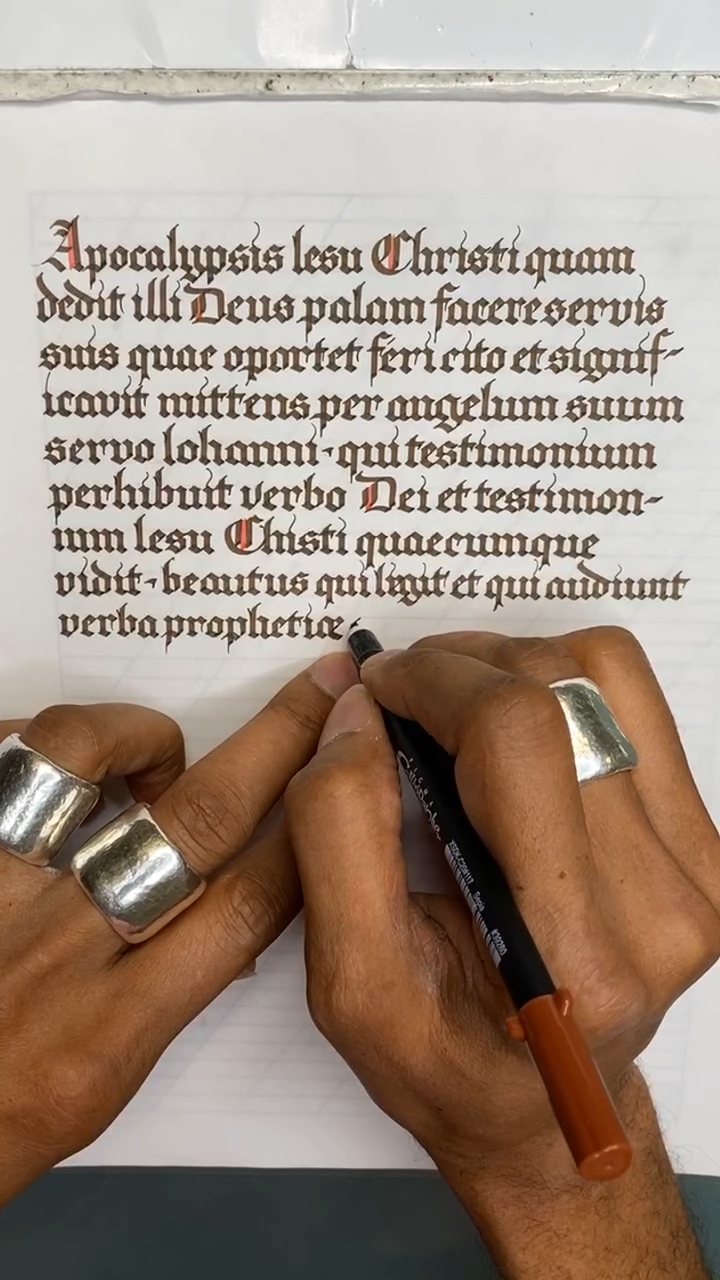 Apocalypsis Iesu Christi quam
dedit illi Deus palam facere servis
suis quae oportet feri cito et signif-
icavit mittens per angelum suum
servo Iohanni · qui testimonium
perhibuit verbo Dei et testimon-
ium Iesu Chisti quaecumque
vidit · beautus qui legit et qui audiunt
verba prophetiæ